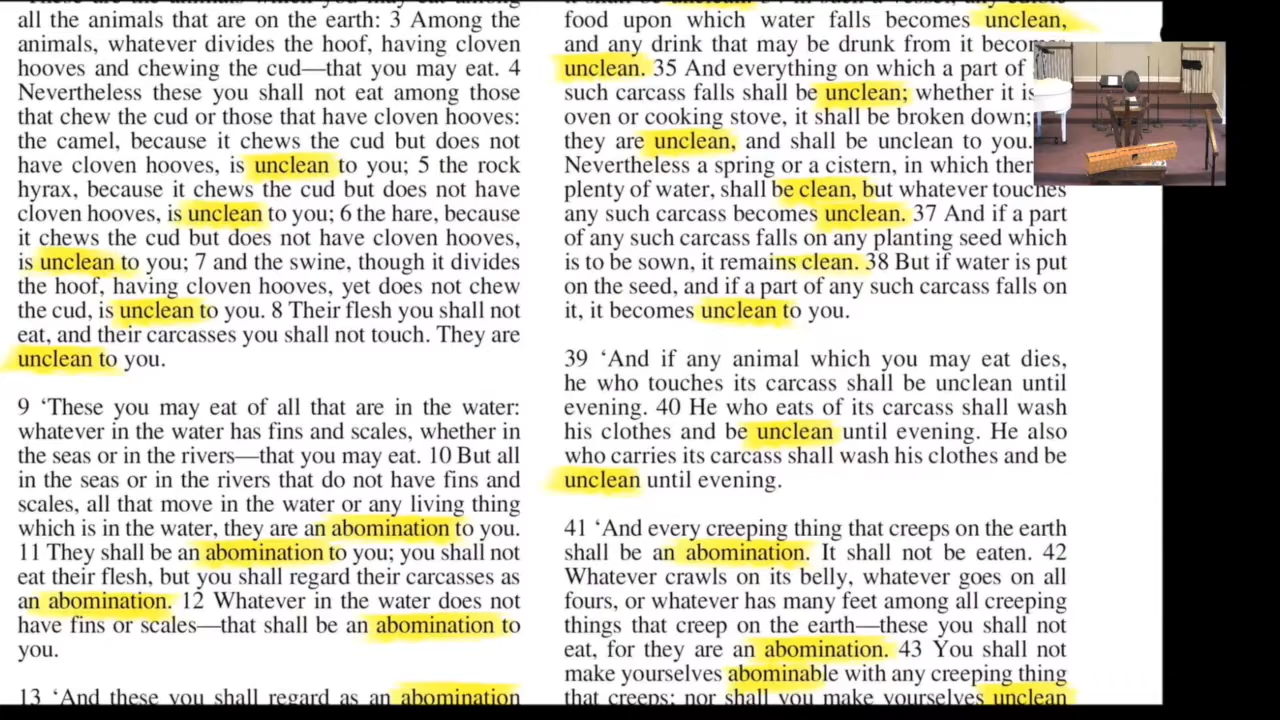 all the animals that are on the earth: 3 Among the
animals, whatever divides the hoof, having cloven
hooves and chewing the cud—that you may eat. 4
Nevertheless these you shall not eat among those
that chew the cud or those that have cloven hooves:
the camel, because it chews the cud but does not
have cloven hooves, is unclean to you; 5 the rock
hyrax, because it chews the cud but does not have
cloven hooves, is unclean to you; 6 the hare, because
it chews the cud but does not have cloven hooves,
is unclean to you; 7 and the swine, though it divides
the hoof, having cloven hooves, yet does not chew
the cud, is unclean to you. 8 Their flesh you shall not
eat, and their carcasses you shall not touch. They are
unclean to you.
9 ‘These you may eat of all that are in the water:
whatever in the water has fins and scales, whether in
the seas or in the rivers—that you may eat. 10 But all
in the seas or in the rivers that do not have fins and
scales, all that move in the water or any living thing
which is in the water, they are an abomination to you.
11 They shall be an abomination to you; you shall not
eat their flesh, but you shall regard their carcasses as
an abomination. 12 Whatever in the water does not
have fins or scales—that shall be an abomination to
you.
13 ‘And these you shall regard as an abomination
food upon which water falls becomes unclean,
and any drink that may be drunk from it
unclean. 35 And everything on which a part of
such carcass falls shall be unclean; whether it is
oven or cooking stove, it shall be broken down;
they are unclean, and shall be unclean to you.
Nevertheless a spring or a cistern, in which
plenty of water, shall be clean, but whatever touches
any such carcass becomes unclean. 37 And if a part
of any such carcass falls on any planting seed which
is to be sown, it remains clean. 38 But if water is put
on the seed, and if a part of any such carcass falls on
it, it becomes unclean to you.
39 ‘And if any animal which you may eat dies,
he who touches its carcass shall be unclean until
evening. 40 He who eats of its carcass shall wash
his clothes and be unclean until evening. He also
who carries its carcass shall wash his clothes and be
unclean until evening.
41 ‘And every creeping thing that creeps on the earth
shall be an abomination. It shall not be eaten. 42
Whatever crawls on its belly, whatever goes on all
fours, or whatever has many feet among all creeping
things that creep on the earth—these you shall not
eat, for they are an abomination. 43 You shall not
make yourselves abominable with any creeping thing
that creeps; nor shall you make yourselves unclean